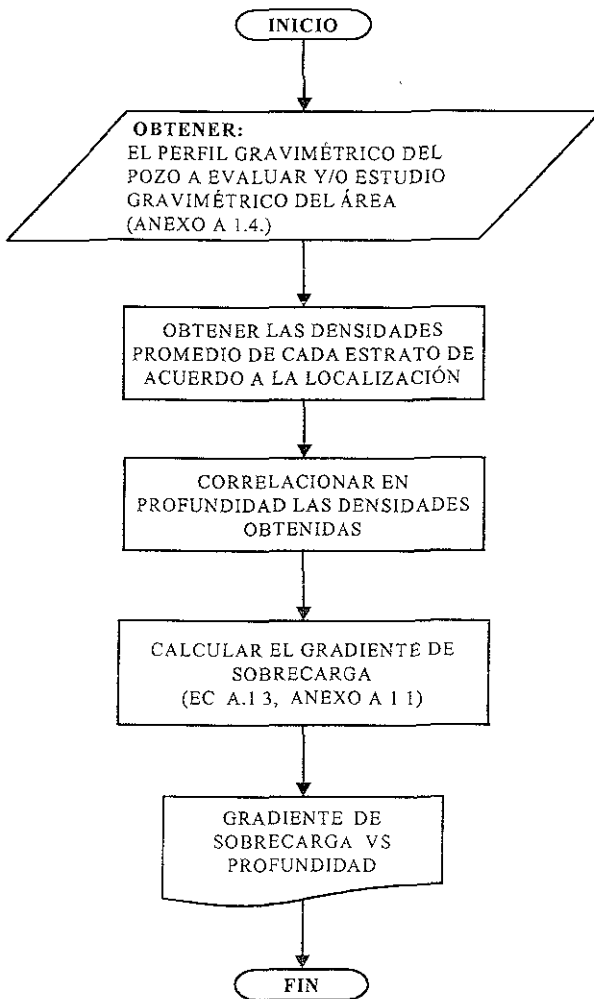 INICIO
OBTENER:
EL PERFIL GRAVIMÉTRICO DEL
POZO A EVALUAR Y/O ESTUDIO
GRAVIMÉTRICO DEL ÁREA
(ANEXO A 1.4.)
OBTENER LAS DENSIDADES
PROMEDIO DE CADA ESTRATO DE
ACUERDO A LA LOCALIZACIÓN
CORRELACIONAR EN
PROFUNDIDAD LAS DENSIDADES
OBTENIDAS
CALCULAR EL GRADIENTE DE
SOBRECARGA
(EC A.1 3, ANEXO A 1 1)
GRADIENTE DE
SOBRECARGA VS
PROFUNDIDAD
FIN